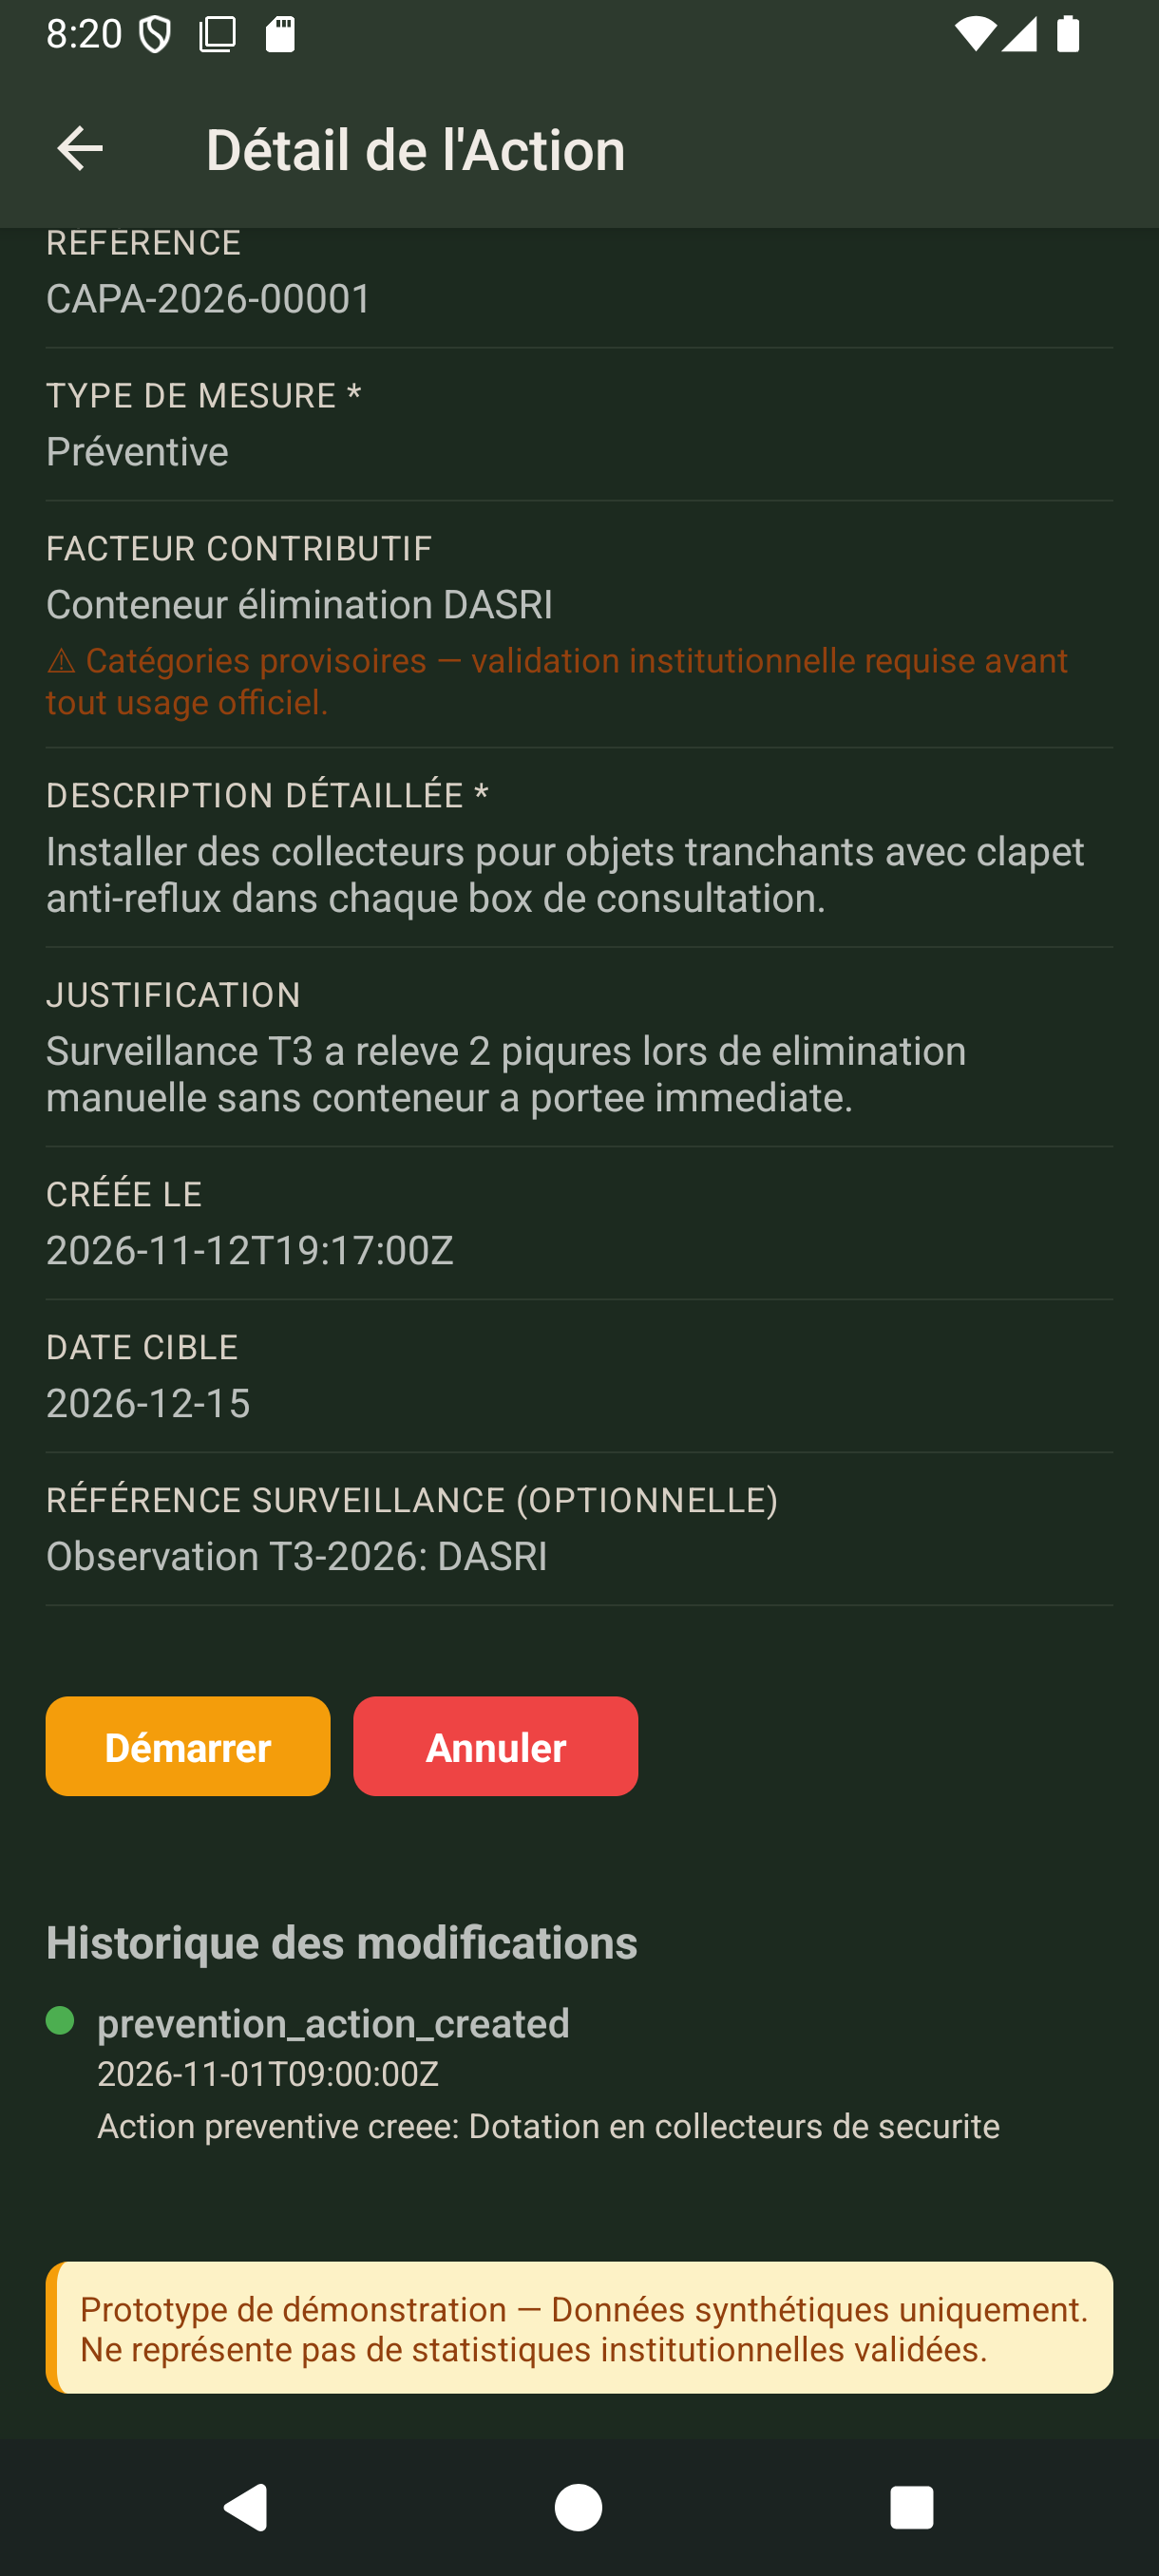 8:20
Détail de l'Action
RÉFÉRENCE
CAPA-2026-00001
TYPE DE MESURE *
Préventive
FACTEUR CONTRIBUTIF
Conteneur élimination DASRI
⚠ Catégories provisoires — validation institutionnelle requise avant
tout usage officiel.
DESCRIPTION DÉTAILLÉE *
Installer des collecteurs pour objets tranchants avec clapet
anti-reflux dans chaque box de consultation.
JUSTIFICATION
Surveillance T3 a releve 2 piqures lors de elimination
manuelle sans conteneur a portee immediate.
CRÉÉE LE
2026-11-12T19:17:00Z
DATE CIBLE
2026-12-15
RÉFÉRENCE SURVEILLANCE (OPTIONNELLE)
Observation T3-2026: DASRI
Démarrer
Annuler
Historique des modifications
prevention_action_created
2026-11-01T09:00:00Z
Action preventive creee: Dotation en collecteurs de securite
Prototype de démonstration — Données synthétiques uniquement.
Ne représente pas de statistiques institutionnelles validées.